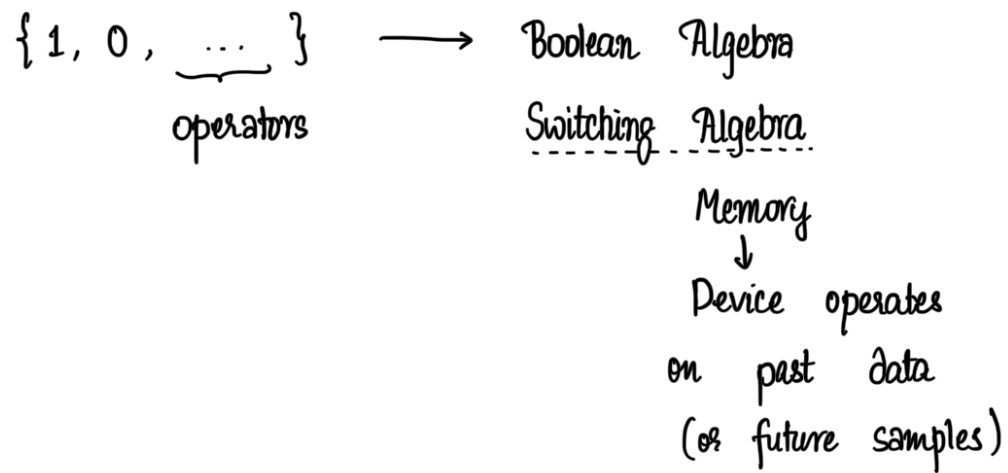 { 1, 0, ... } → Boolean Algebra
operators
Switching Algebra
Memory
↓
Device operates
on past data
(or future samples)